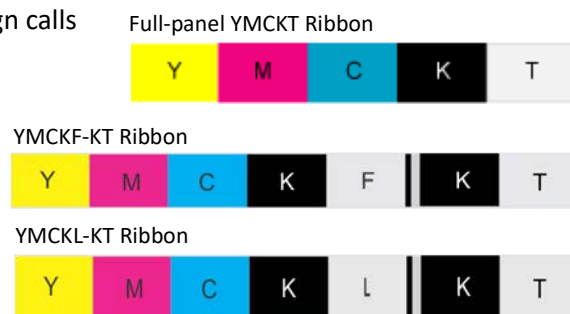 gn calls
Full-panel YMCKT Ribbon
Y M C K T
YMCKF-KT Ribbon
Y M C K F K T
YMCKL-KT Ribbon
Y M C K L K T